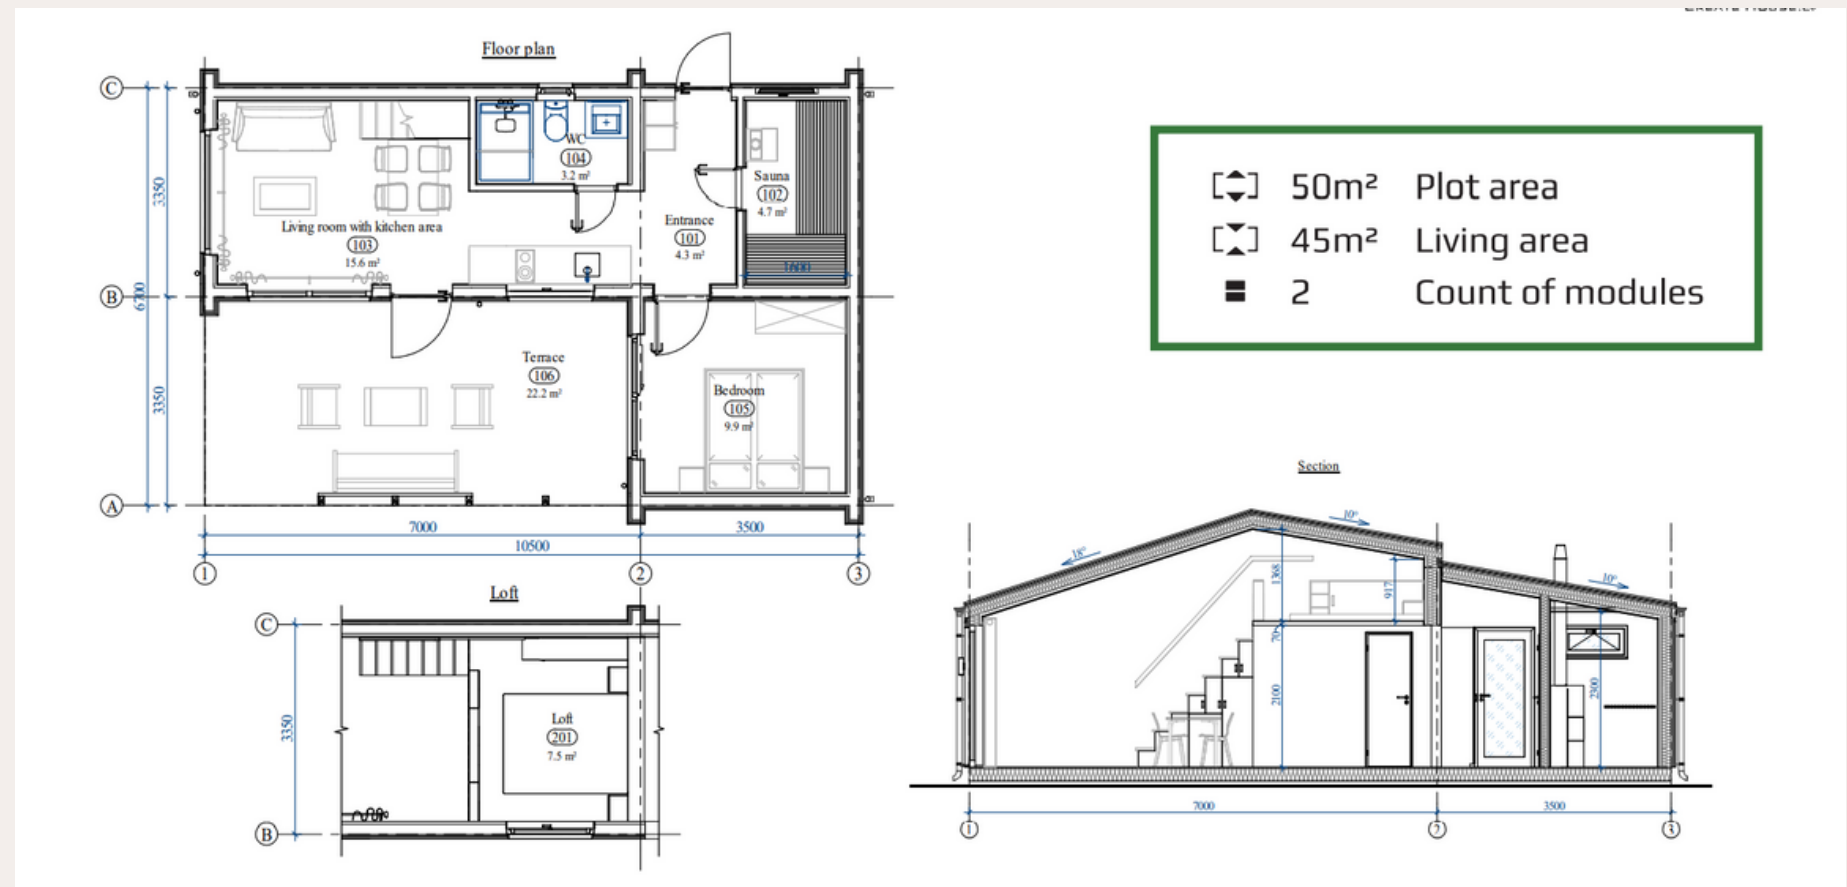 Floor plan
C
B
A
3350
6700
3350
WC
104
3.2 m²
Sauna
102
4.7 m²
Living room with kitchen area
103
15.6 m²
Entrance
101
4.3 m²
1600
Terrace
106
22.2 m²
Bedroom
105
9.9 m²
7000
3500
10500
1
2
3
Loft
C
B
3350
Loft
201
7.5 m²
50m² Plot area
45m² Living area
2 Count of modules
Section
18°
10°
10°
1368
917
70
2100
2300
7000
3500
1
2
3